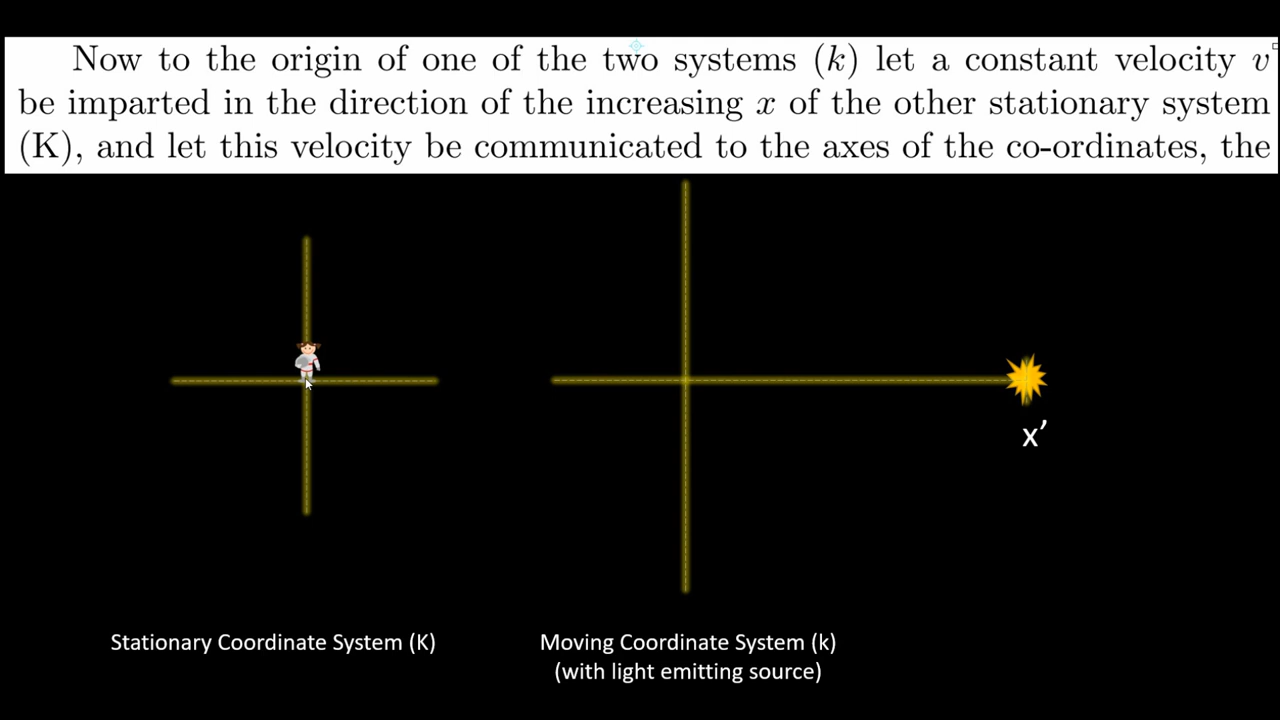 Now to the origin of one of the two systems (k) let a constant velocity v
be imparted in the direction of the increasing x of the other stationary system
(K), and let this velocity be communicated to the axes of the co-ordinates, the
x’
Stationary Coordinate System (K)
Moving Coordinate System (k)
(with light emitting source)